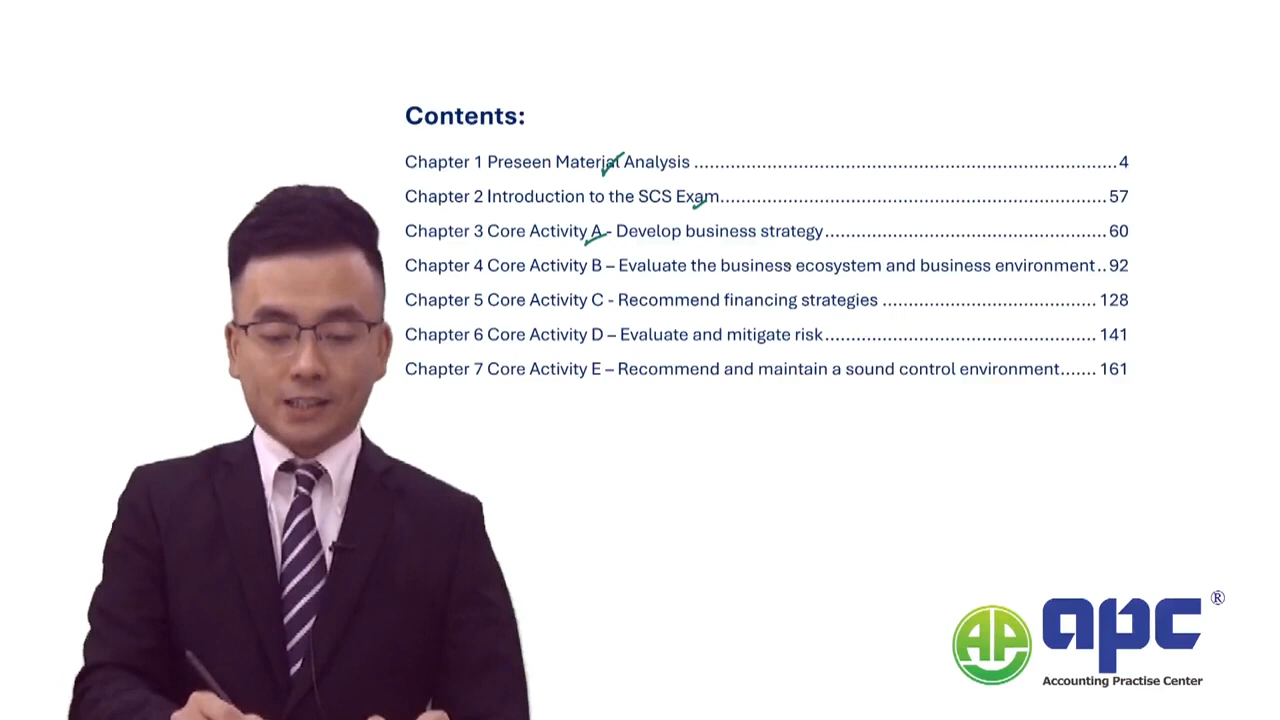 Contents:
Chapter 1 Preseen Material Analysis ................................................................................. 4
Chapter 2 Introduction to the SCS Exam.......................................................................... 57
Chapter 3 Core Activity A - Develop business strategy .................................................... 60
Chapter 4 Core Activity B – Evaluate the business ecosystem and business environment .. 92
Chapter 5 Core Activity C - Recommend financing strategies ......................................... 128
Chapter 6 Core Activity D – Evaluate and mitigate risk.................................................... 141
Chapter 7 Core Activity E – Recommend and maintain a sound control environment....... 161
AP apc ®
Accounting Practise Center